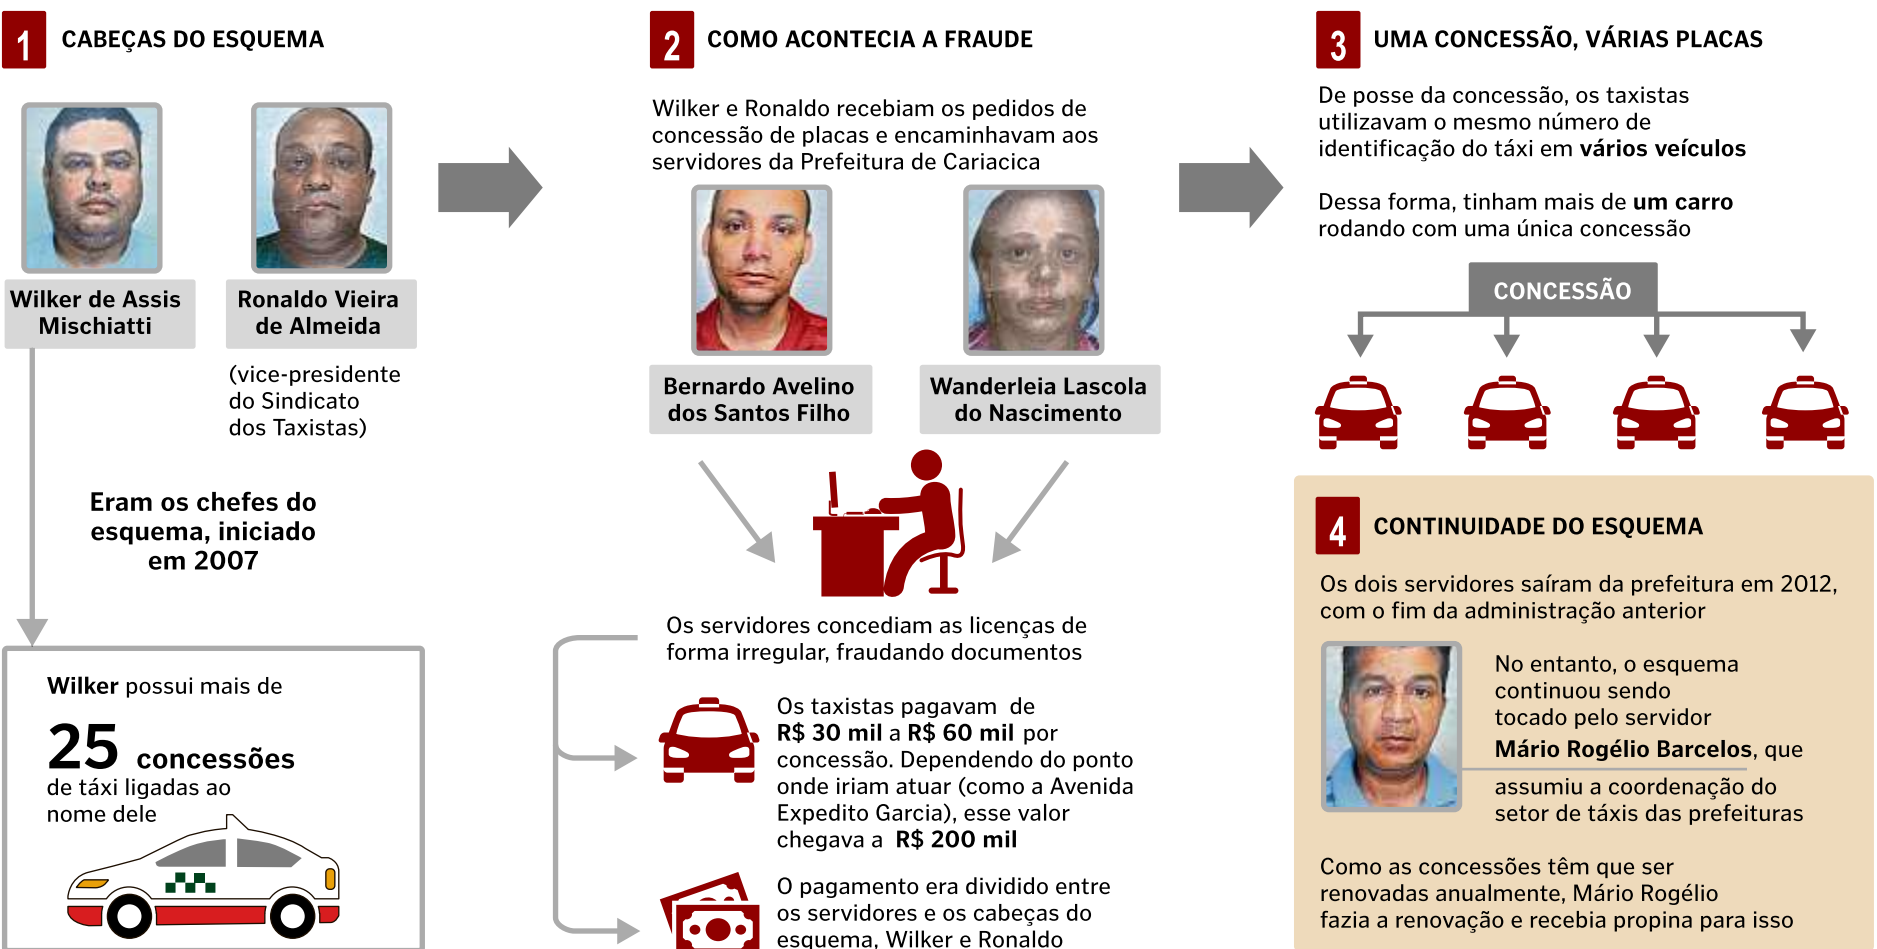 1
CABEÇAS DO ESQUEMA
Wilker de Assis
Mischiatti
Ronaldo Vieira
de Almeida
(vice-presidente
do Sindicato
dos Taxistas)
Eram os chefes do
esquema, iniciado
em 2007
Wilker possui mais de
25 concessões
de táxi ligadas ao
nome dele
2
COMO ACONTECIA A FRAUDE
Wilker e Ronaldo recebiam os pedidos de
concessão de placas e encaminhavam aos
servidores da Prefeitura de Cariacica
Bernardo Avelino
dos Santos Filho
Wanderleia Lascola
do Nascimento
Os servidores concediam as licenças de
forma irregular, fraudando documentos
Os taxistas pagavam de
R$ 30 mil a R$ 60 mil por
concessão. Dependendo do ponto
onde iriam atuar (como a Avenida
Expedito Garcia), esse valor
chegava a R$ 200 mil
O pagamento era dividido entre
os servidores e os cabeças do
esquema, Wilker e Ronaldo
3
UMA CONCESSÃO, VÁRIAS PLACAS
De posse da concessão, os taxistas
utilizavam o mesmo número de
identificação do táxi em vários veículos
Dessa forma, tinham mais de um carro
rodando com uma única concessão
CONCESSÃO
4
CONTINUIDADE DO ESQUEMA
Os dois servidores saíram da prefeitura em 2012,
com o fim da administração anterior
No entanto, o esquema
continuou sendo
tocado pelo servidor
Mário Rogélio Barcelos, que
assumiu a coordenação do
setor de táxis das prefeituras
Como as concessões têm que ser
renovadas anualmente, Mário Rogélio
fazia a renovação e recebia propina para isso